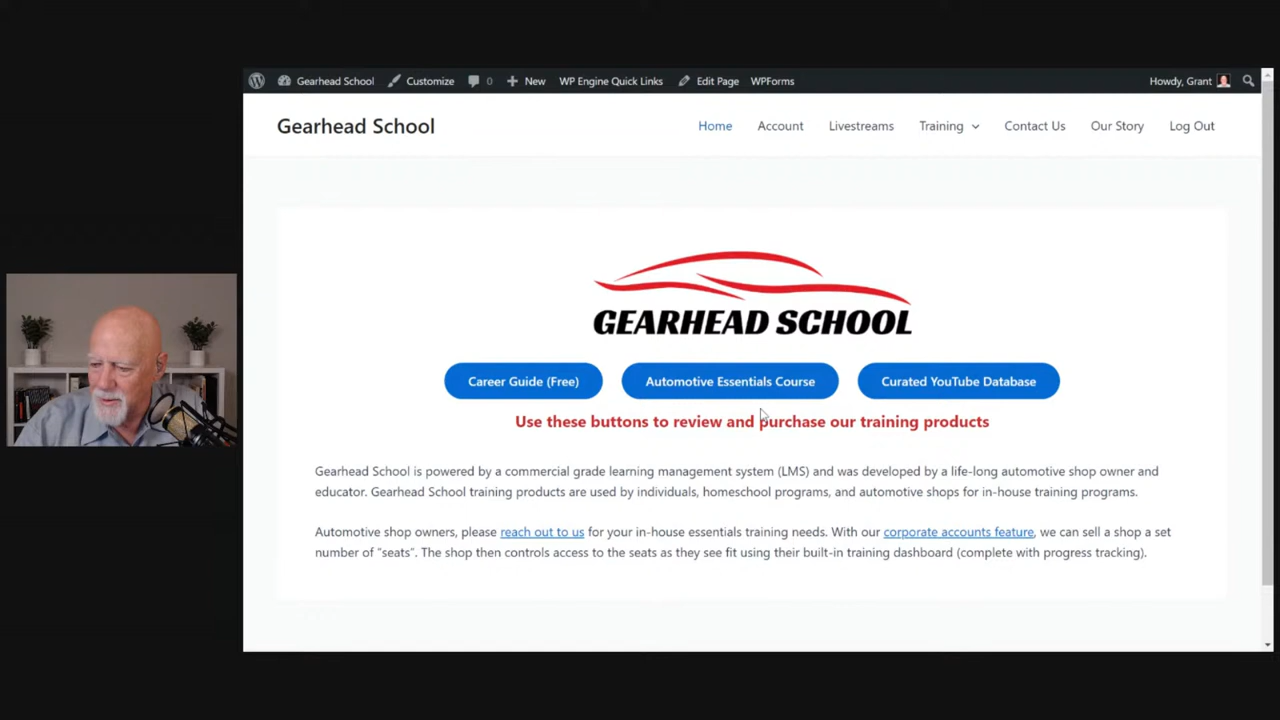 Gearhead School Customize 0 New WP Engine Quick Links Edit Page WPForms Howdy, Grant
Gearhead School Home Account Livestreams Training Contact Us Our Story Log Out
GEARHEAD SCHOOL
Career Guide (Free) Automotive Essentials Course Curated YouTube Database
Use these buttons to review and purchase our training products
Gearhead School is powered by a commercial grade learning management system (LMS) and was developed by a life-long automotive shop owner and
educator. Gearhead School training products are used by individuals, homeschool programs, and automotive shops for in-house training programs.
Automotive shop owners, please reach out to us for your in-house essentials training needs. With our corporate accounts feature, we can sell a shop a set
number of "seats". The shop then controls access to the seats as they see fit using their built-in training dashboard (complete with progress tracking).